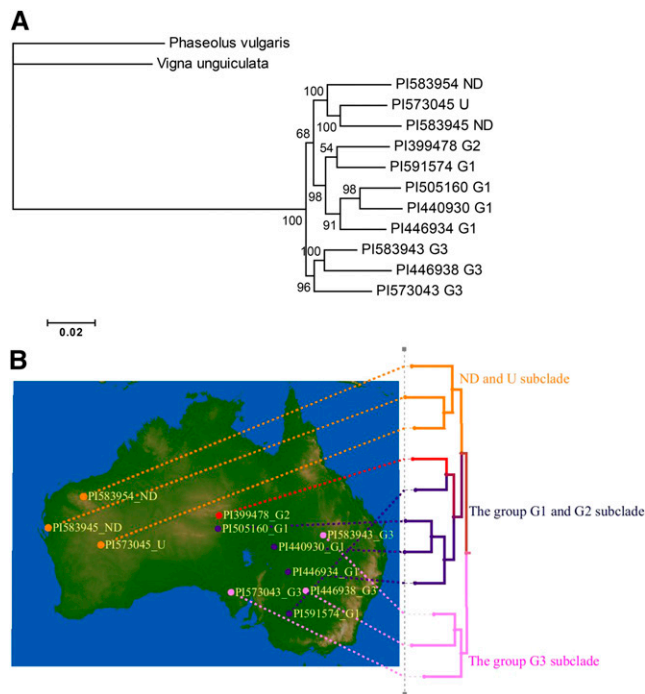 A
Phaseolus vulgaris
Vigna unguiculata
PI583954 ND
100
PI573045 U
100
PI583945 ND
68
PI399478 G2
54
PI591574 G1
98
PI505160 G1
98
PI440930 G1
91
PI446934 G1
100
PI583943 G3
100
PI446938 G3
96
PI573043 G3
0.02
B
ND and U subclade
PI583954_ND
PI399478_G2
The group G1 and G2 subclade
PI583945_ND
PI505160_G1
PI583943_G3
PI573045_U
PI440930_G1
PI446934_G1
PI573043_G3
PI446938_G3
PI591574_G1
The group G3 subclade